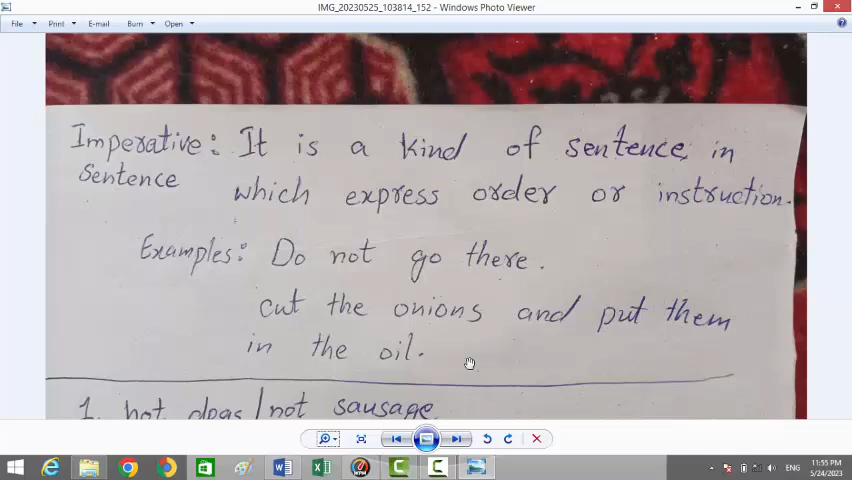 IMG_20230525_103814_152 - Windows Photo Viewer
File Print E-mail Burn Open
Imperative: It is a kind of sentence in
Sentence which express order or instruction.
Examples: Do not go there.
cut the onions and put them
in the oil.
1. hot dogs/not sausage
11:55 PM
ENG
5/24/2023